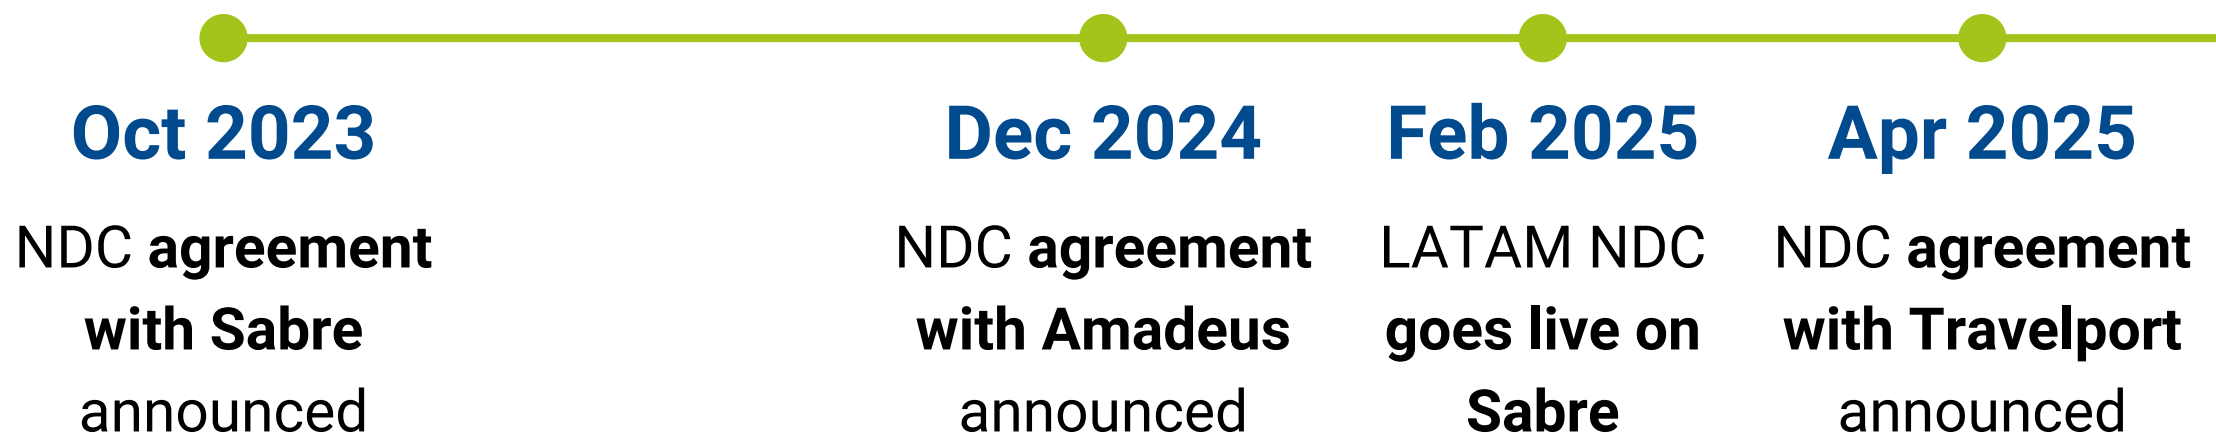 Oct 2023
NDC agreement
with Sabre
announced
Dec 2024
NDC agreement
with Amadeus
announced
Feb 2025
LATAM NDC
goes live on
Sabre
Apr 2025
NDC agreement
with Travelport
announced